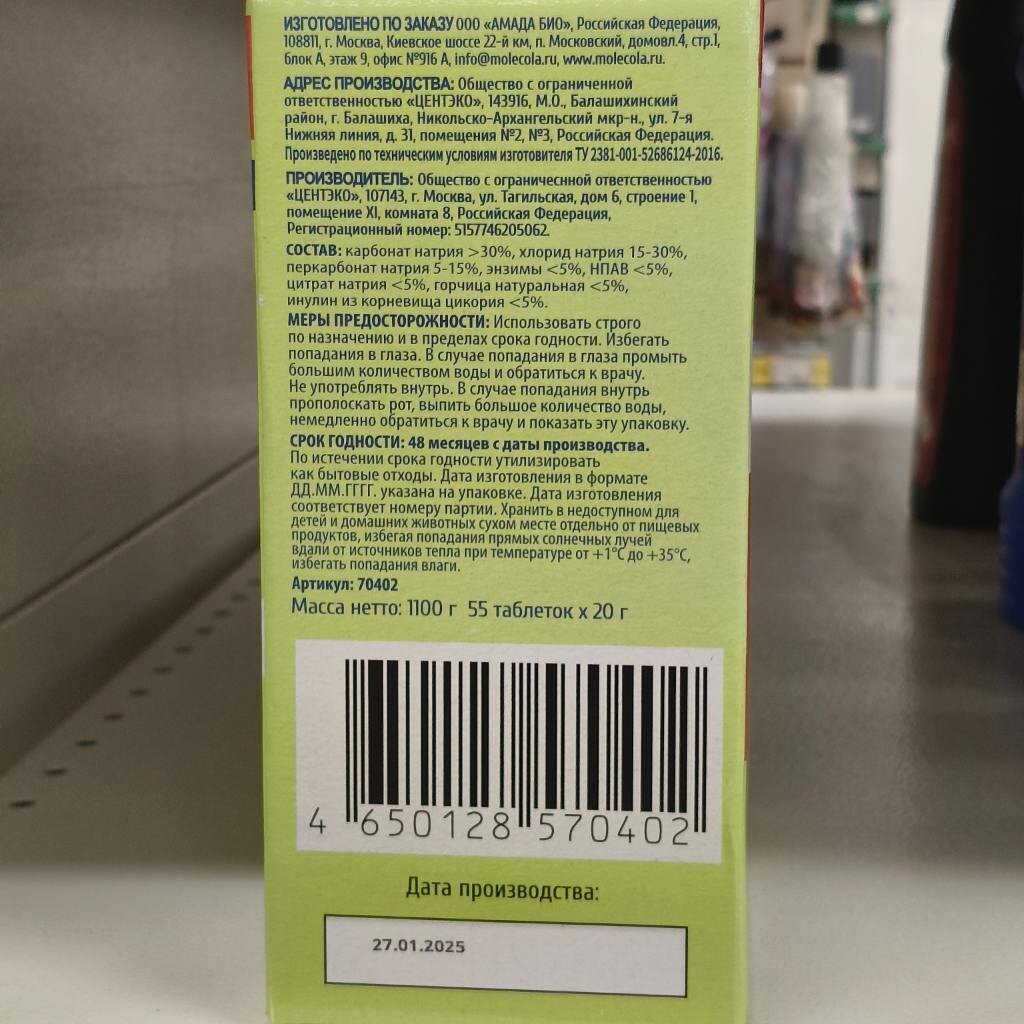 ИЗГОТОВЛЕНО ПО ЗАКАЗУ ООО «АМАДА БИО», Российская Федерация,
108811, г. Москва, Киевское шоссе 22-й км, п. Московский, домовл.4, стр.1,
блок А, этаж 9, офис №916 А, info@molecola.ru, www.molecola.ru.
АДРЕС ПРОИЗВОДСТВА: Общество с ограниченной
ответственностью «ЦЕНТЭКО», 143916, М.О., Балашихинский
район, г. Балашиха, Никольско-Архангельский мкр-н., ул. 7-я
Нижняя линия, д. 31, помещения №2, №3, Российская Федерация.
Произведено по техническим условиям изготовителя ТУ 2381-001-52686124-2016.
ПРОИЗВОДИТЕЛЬ: Общество с ограниченной ответственностью
«ЦЕНТЭКО», 107143, г. Москва, ул. Тагильская, дом 6, строение 1,
помещение XI, комната 8, Российская Федерация,
Регистрационный номер: 5157746205062.
СОСТАВ: карбонат натрия >30%, хлорид натрия 15-30%,
перкарбонат натрия 5-15%, энзимы <5%, НПАВ <5%,
цитрат натрия <5%, горчица натуральная <5%,
инулин из корневища цикория <5%.
МЕРЫ ПРЕДОСТОРОЖНОСТИ: Использовать строго
по назначению и в пределах срока годности. Избегать
попадания в глаза. В случае попадания в глаза промыть
большим количеством воды и обратиться к врачу.
Не употреблять внутрь. В случае попадания внутрь
прополоскать рот, выпить большое количество воды,
немедленно обратиться к врачу и показать эту упаковку.
СРОК ГОДНОСТИ: 48 месяцев с даты производства.
По истечении срока годности утилизировать
как бытовые отходы. Дата изготовления в формате
ДД.ММ.ГГГГ. указана на упаковке. Дата изготовления
соответствует номеру партии. Хранить в недоступном для
детей и домашних животных сухом месте отдельно от пищевых
продуктов, избегая попадания прямых солнечных лучей
вдали от источников тепла при температуре от +1°С до +35°С,
избегать попадания влаги.
Артикул: 70402
Масса нетто: 1100 г 55 таблеток х 20 г
4 650128 570402
Дата производства:
27.01.2025